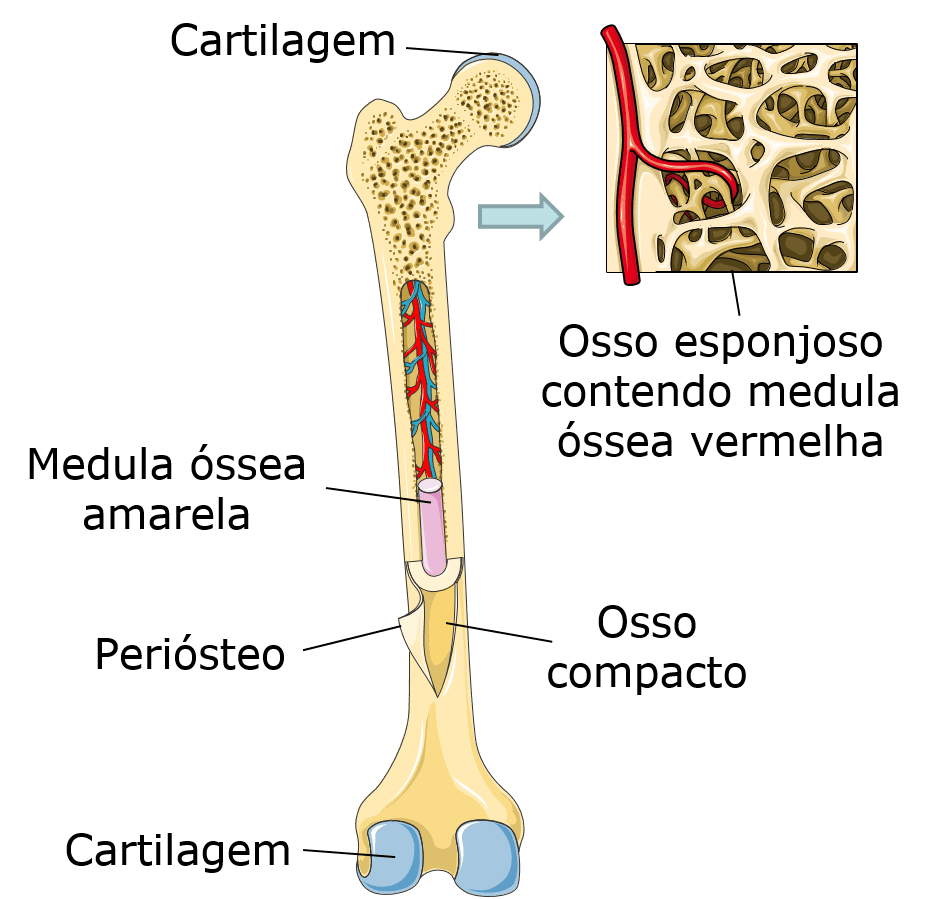 Cartilagem
Osso esponjoso
contendo medula
óssea vermelha
Medula óssea
amarela
Periósteo
Osso
compacto
Cartilagem